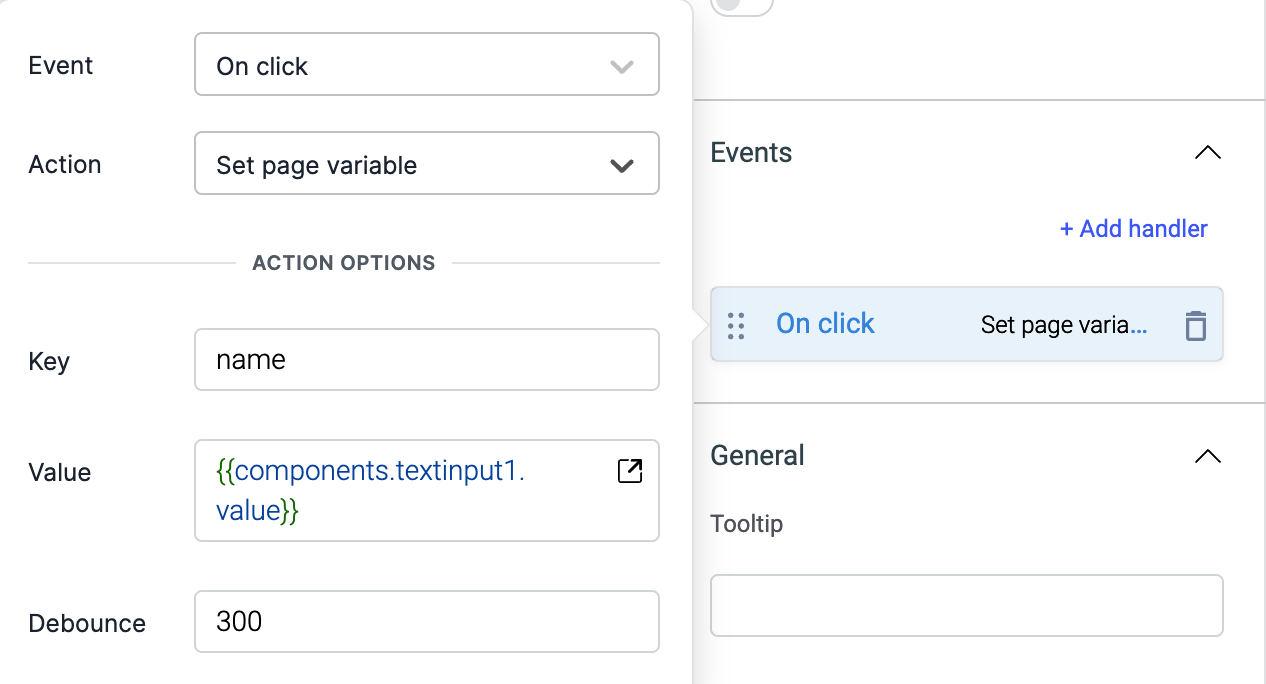 Event
On click
Action
Set page variable
ACTION OPTIONS
Key
name
Value
{{components.textinput1.
value}}
Debounce
300
Events
+ Add handler
On click
Set page varia...
General
Tooltip